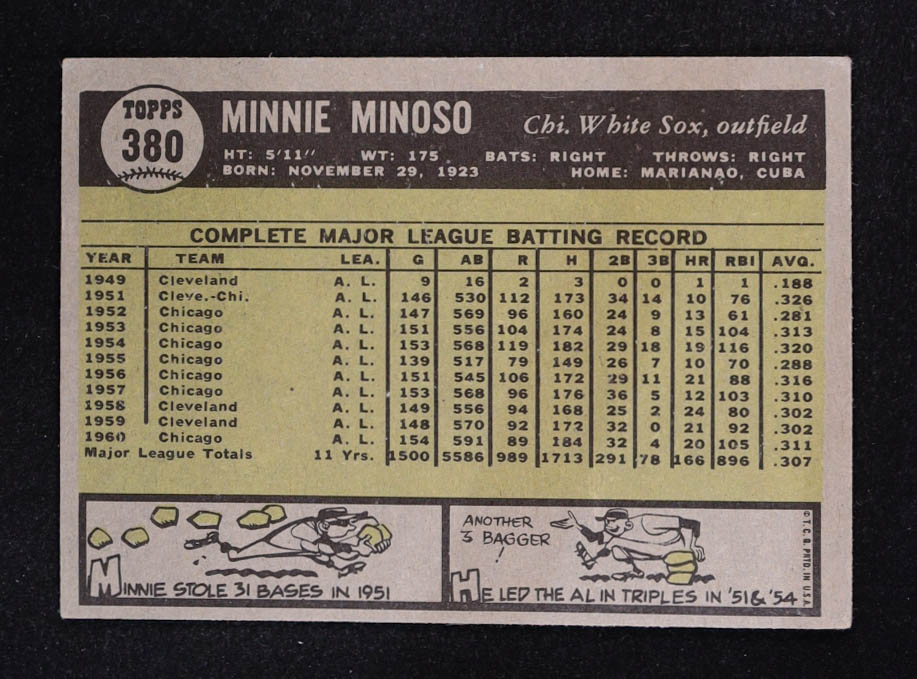 TOPPS
380
MINNIE MINOSO
Chi. White Sox, outfield
HT: 5'11" WT: 175 BATS: RIGHT THROWS: RIGHT
BORN: NOVEMBER 29, 1923 HOME: MARIANAO, CUBA
COMPLETE MAJOR LEAGUE BATTING RECORD
YEAR TEAM LEA. G AB R H 2B 3B HR RBI AVG.
1949 Cleveland A. L. 9 16 2 3 0 0 1 1 .188
1951 Cleve.-Chi. A. L. 146 530 112 173 34 14 10 76 .326
1952 Chicago A. L. 147 569 96 160 24 9 13 61 .281
1953 Chicago A. L. 151 556 104 174 24 8 15 104 .313
1954 Chicago A. L. 153 568 119 182 29 18 19 116 .320
1955 Chicago A. L. 139 517 79 149 26 7 10 70 .288
1956 Chicago A. L. 151 545 106 172 29 11 21 88 .316
1957 Chicago A. L. 153 568 96 176 36 5 12 103 .310
1958 Cleveland A. L. 149 556 94 168 25 2 24 80 .302
1959 Cleveland A. L. 148 570 92 172 32 0 21 92 .302
1960 Chicago A. L. 154 591 89 184 32 4 20 105 .311
Major League Totals 11 Yrs. 1500 5586 989 1713 291 78 166 896 .307
MINNIE STOLE 31 BASES IN 1951
ANOTHER
3 BAGGER
!
HE LED THE AL IN TRIPLES IN '51 & '54
© T. C. G. PRTD. IN U.S.A.